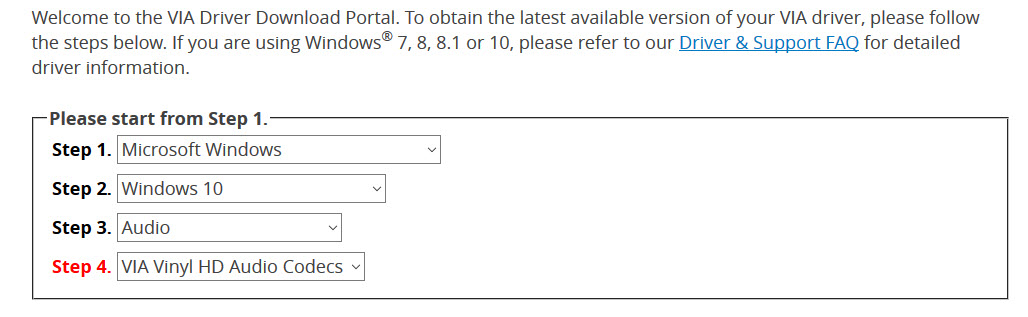 Welcome to the VIA Driver Download Portal. To obtain the latest available version of your VIA driver, please follow
the steps below. If you are using Windows® 7, 8, 8.1 or 10, please refer to our Driver & Support FAQ for detailed
driver information.
Please start from Step 1.
Step 1. Microsoft Windows
Step 2. Windows 10
Step 3. Audio
Step 4. VIA Vinyl HD Audio Codecs